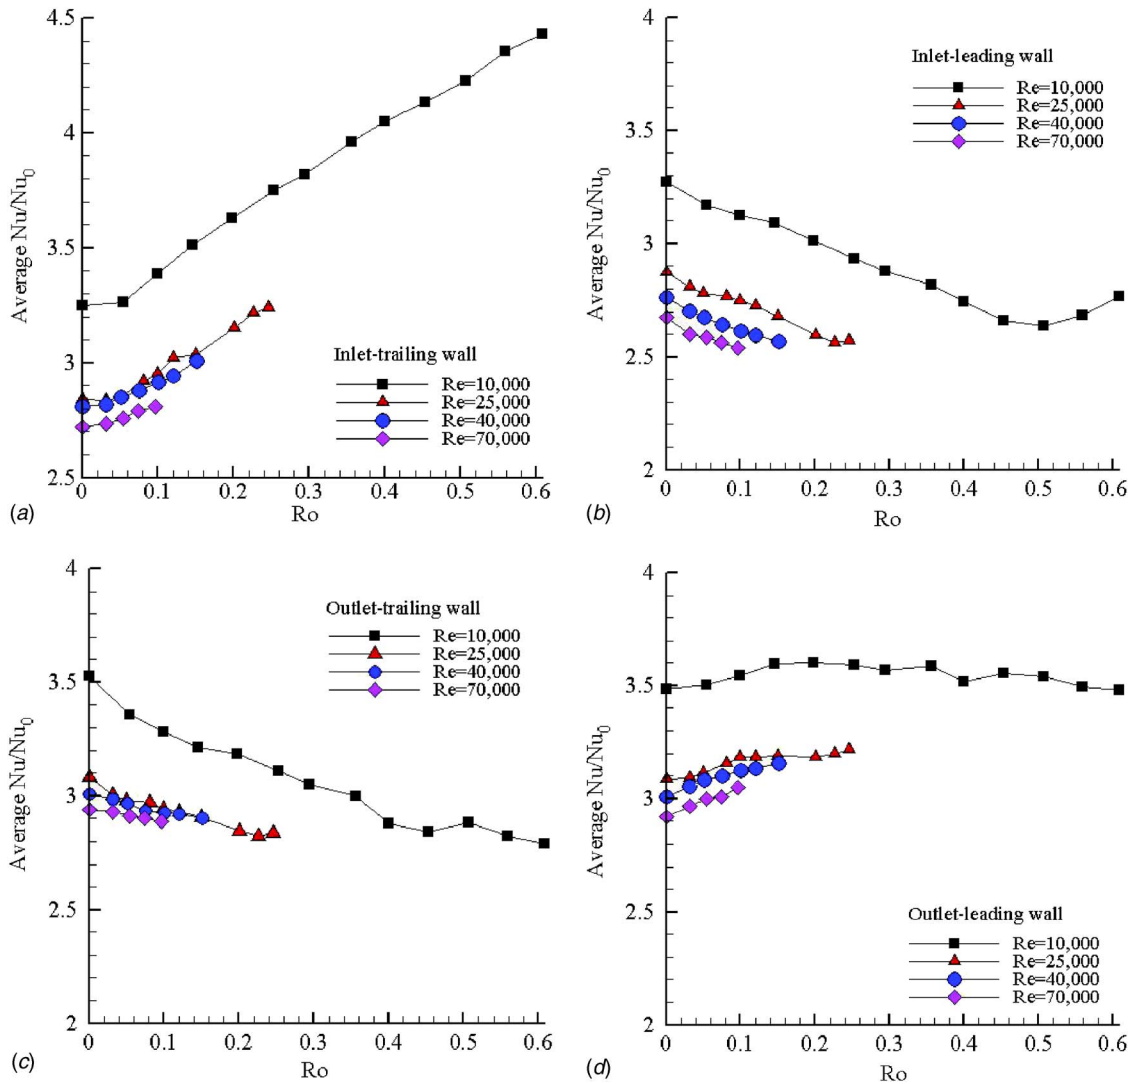 4.5
4
3.5
3
2.5
Average Nu/Nu0
Inlet-trailing wall
Re=10,000
Re=25,000
Re=40,000
Re=70,000
0 0.1 0.2 0.3 0.4 0.5 0.6
Ro
(a)
4
3.5
3
2.5
2
Average Nu/Nu0
Inlet-leading wall
Re=10,000
Re=25,000
Re=40,000
Re=70,000
0 0.1 0.2 0.3 0.4 0.5 0.6
Ro
(b)
4
3.5
3
2.5
2
Average Nu/Nu0
Outlet-trailing wall
Re=10,000
Re=25,000
Re=40,000
Re=70,000
0 0.1 0.2 0.3 0.4 0.5 0.6
Ro
(c)
4
3.5
3
2.5
2
Average Nu/Nu0
Outlet-leading wall
Re=10,000
Re=25,000
Re=40,000
Re=70,000
0 0.1 0.2 0.3 0.4 0.5 0.6
Ro
(d)